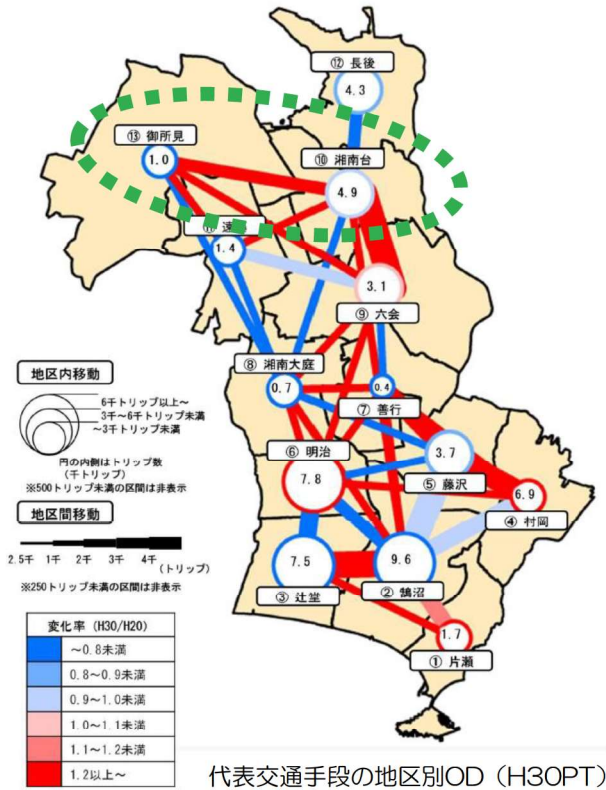 ⑫ 長後
4.3
⑬ 御所見
1.0
⑩ 湘南台
4.9
1.4
3.1
⑨ 六会
⑧ 湘南大庭
0.7
0.4
⑦ 善行
⑥ 明治
7.8
3.7
⑤ 藤沢
6.9
④ 村岡
7.5
③ 辻堂
9.6
② 鵠沼
1.7
① 片瀬
地区内移動
6千トリップ以上~
3千~6千トリップ未満
~3千トリップ未満
円の内側はトリップ数
(千トリップ)
※500トリップ未満の区間は非表示
地区間移動
2.5千 1千 2千 4千 (トリップ)
※250トリップ未満の区間は非表示
変化率(H30/H20)
~0.8未満
0.8~0.9未満
0.9~1.0未満
1.0~1.1未満
1.1~1.2未満
1.2以上~
代表交通手段の地区別OD(H30PT)